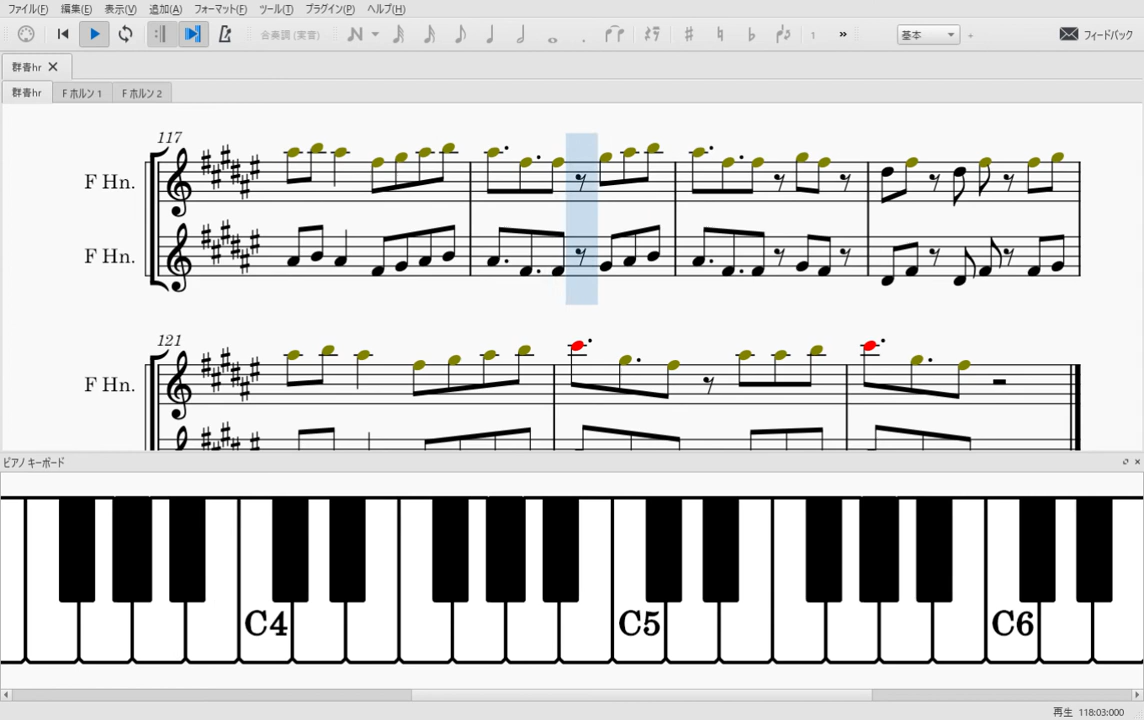 ファイル(F) 編集(E) 表示(V) 追加(A) フォーマット(F) ツール(T) プラグイン(P) ヘルプ(H)
合奏調 (実音) 1 » 基本 フィードバック
群青hr
群青hr F ホルン 1 F ホルン 2
117
F Hn.
F Hn.
121
F Hn.
ピアノ キーボード
C4 C5 C6
再生 118:03:000